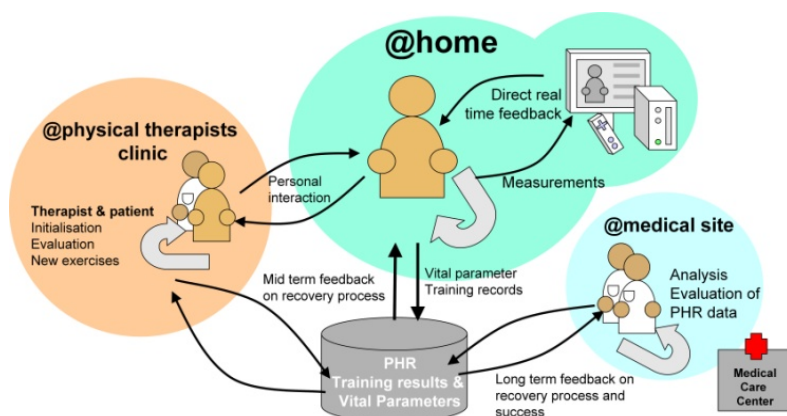 @home
Direct real
time feedback
@physical therapists
clinic
Therapist & patient
Initialisation
Evaluation
New exercises
Personal
interaction
Measurements
@medical site
Analysis
Evaluation of
PHR data
Mid term feedback
on recovery process
Vital parameter
Training records
PHR
Training results &
Vital Parameters
Long term feedback on
recovery process and
success
Medical
Care
Center